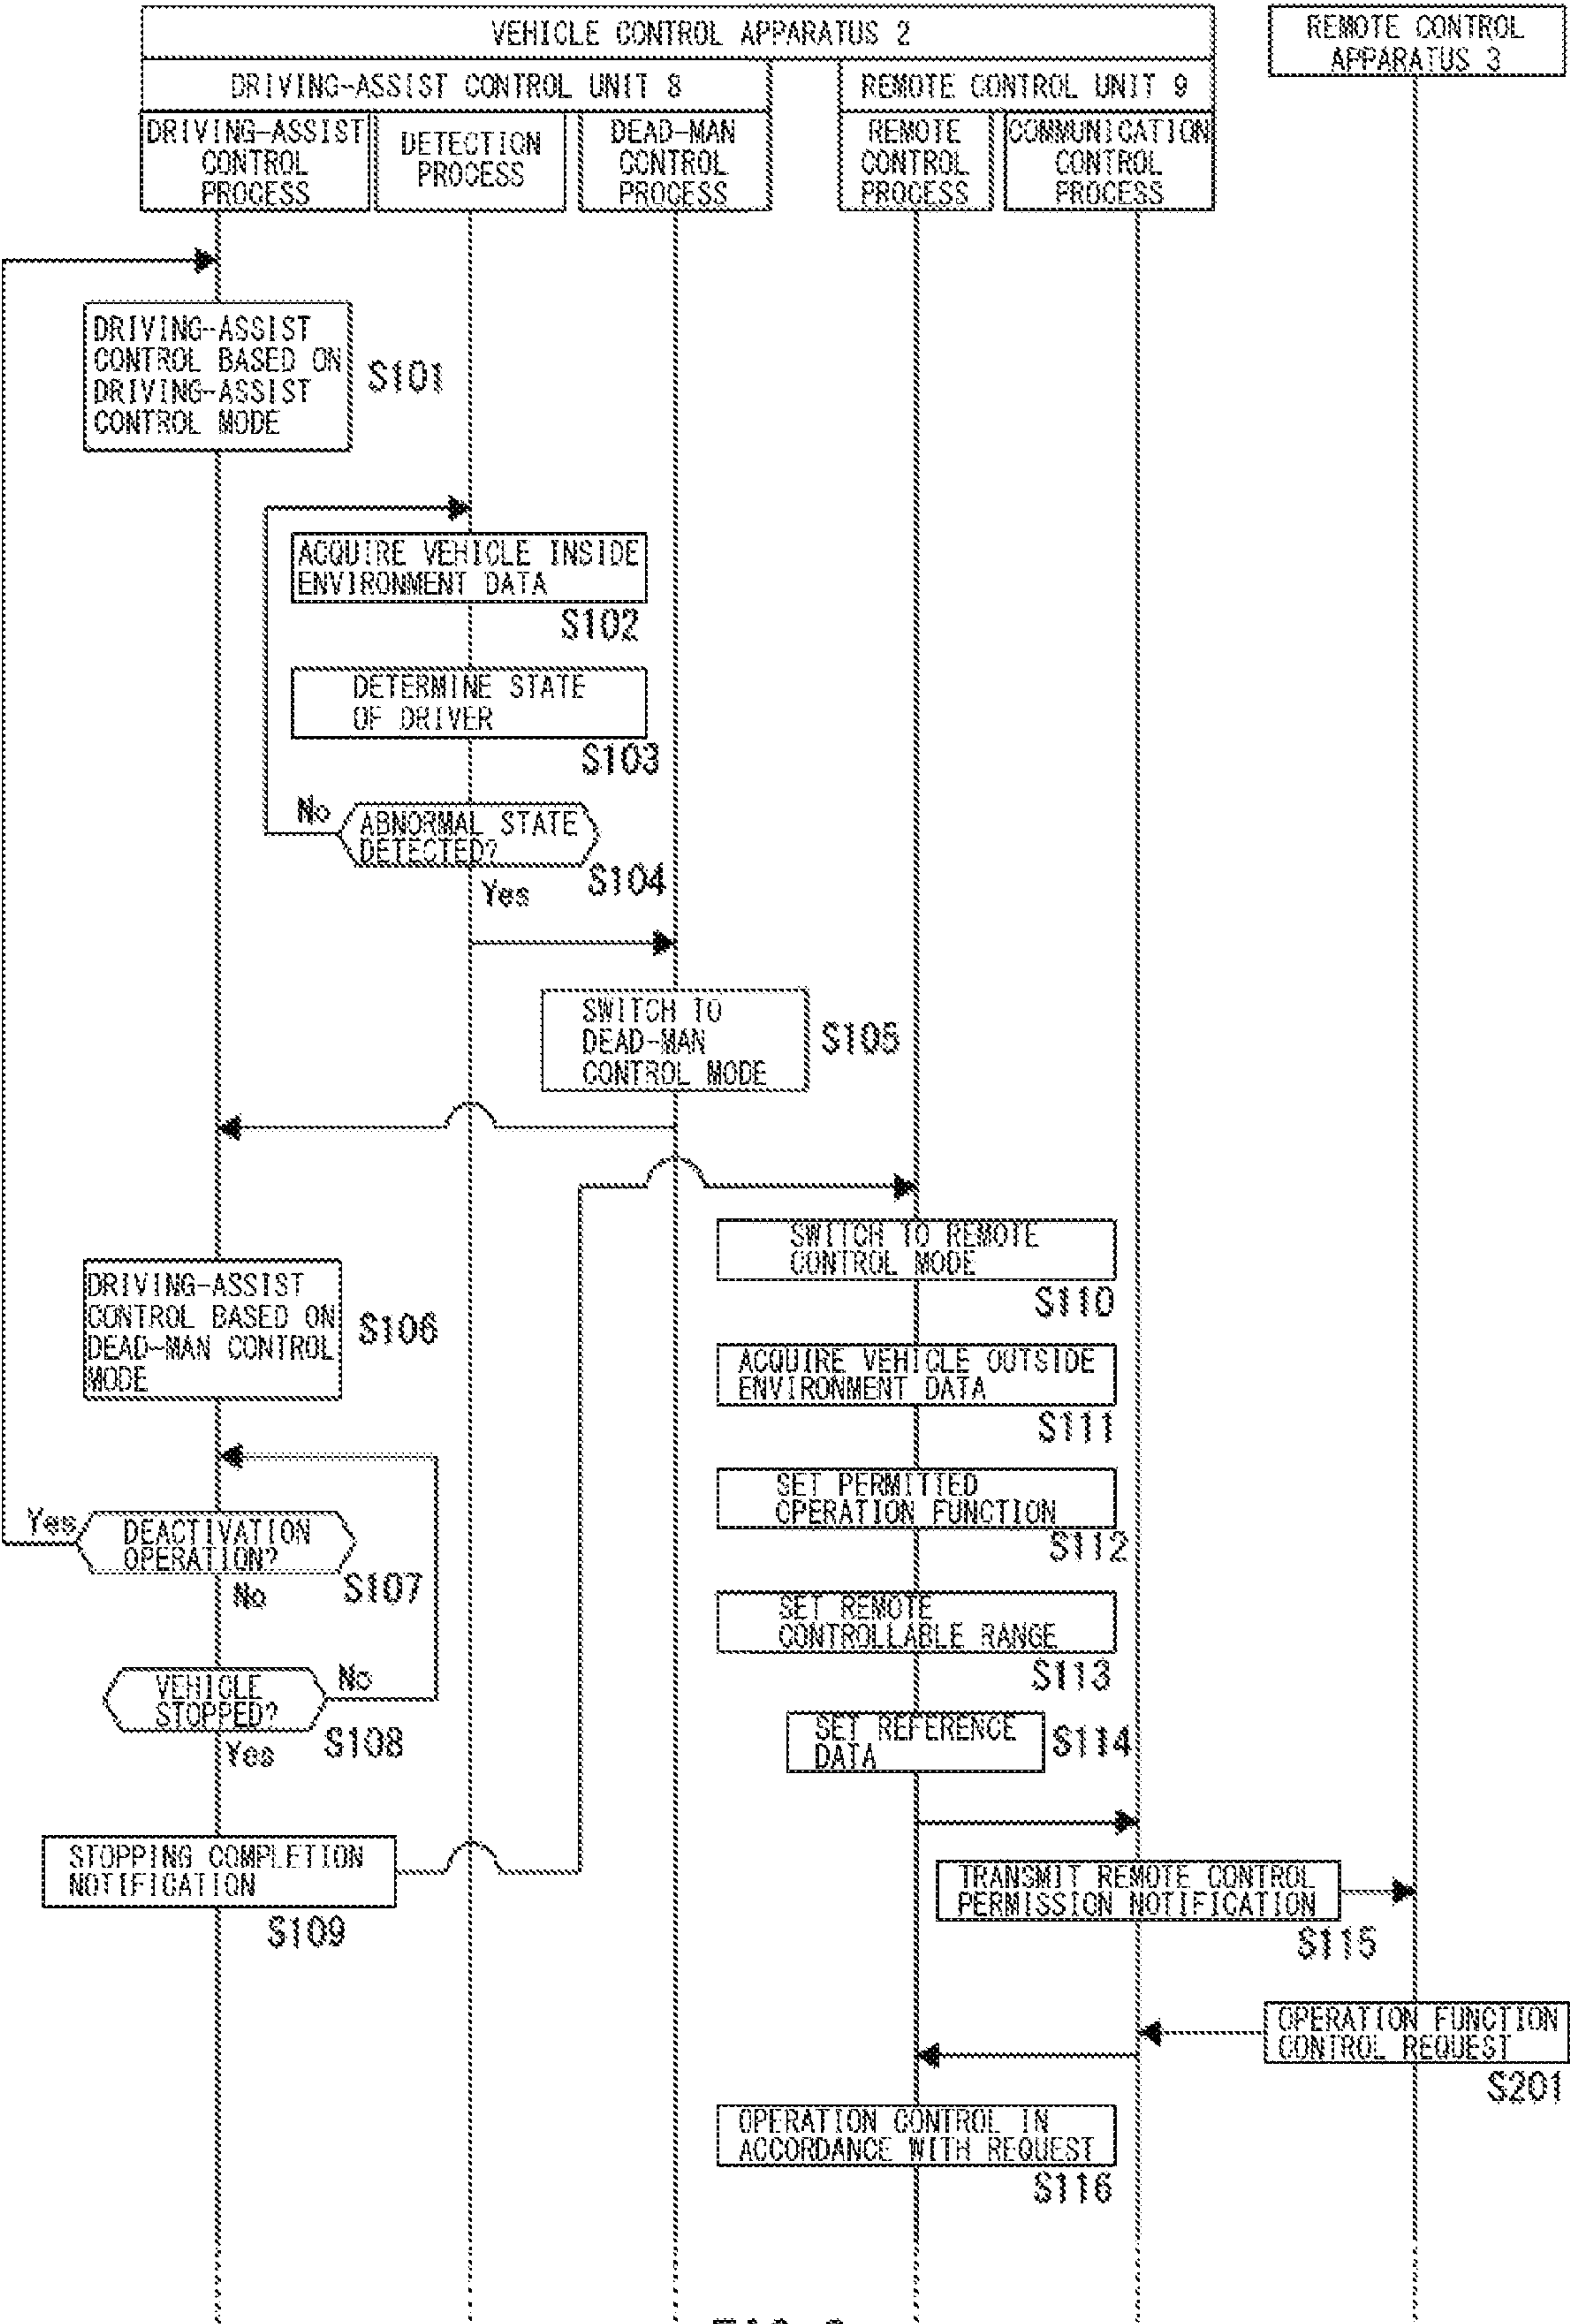 VEHICLE CONTROL APPARATUS 2
REMOTE CONTROL
APPARATUS 3
DRIVING-ASSIST CONTROL UNIT 8
REMOTE CONTROL UNIT 9
DRIVING-ASSIST
CONTROL
PROCESS
DETECTION
PROCESS
DEAD-MAN
CONTROL
PROCESS
REMOTE
CONTROL
PROCESS
COMMUNICATION
CONTROL
PROCESS
DRIVING-ASSIST
CONTROL BASED ON
DRIVING-ASSIST
CONTROL MODE
S101
ACQUIRE VEHICLE INSIDE
ENVIRONMENT DATA
S102
DETERMINE STATE
OF DRIVER
S103
No
ABNORMAL STATE
DETECTED?
S104
Yes
SWITCH TO
DEAD-MAN
CONTROL MODE
S105
SWITCH TO REMOTE
CONTROL MODE
S110
DRIVING-ASSIST
CONTROL BASED ON
DEAD-MAN CONTROL
MODE
S106
ACQUIRE VEHICLE OUTSIDE
ENVIRONMENT DATA
S111
SET PERMITTED
OPERATION FUNCTION
S112
Yes
DEACTIVATION
OPERATION?
S107
No
SET REMOTE
CONTROLLABLE RANGE
S113
VEHICLE
STOPPED?
No
S108
Yes
SET REFERENCE
DATA
S114
STOPPING COMPLETION
NOTIFICATION
S109
TRANSMIT REMOTE CONTROL
PERMISSION NOTIFICATION
S115
OPERATION FUNCTION
CONTROL REQUEST
S201
OPERATION CONTROL IN
ACCORDANCE WITH REQUEST
S116